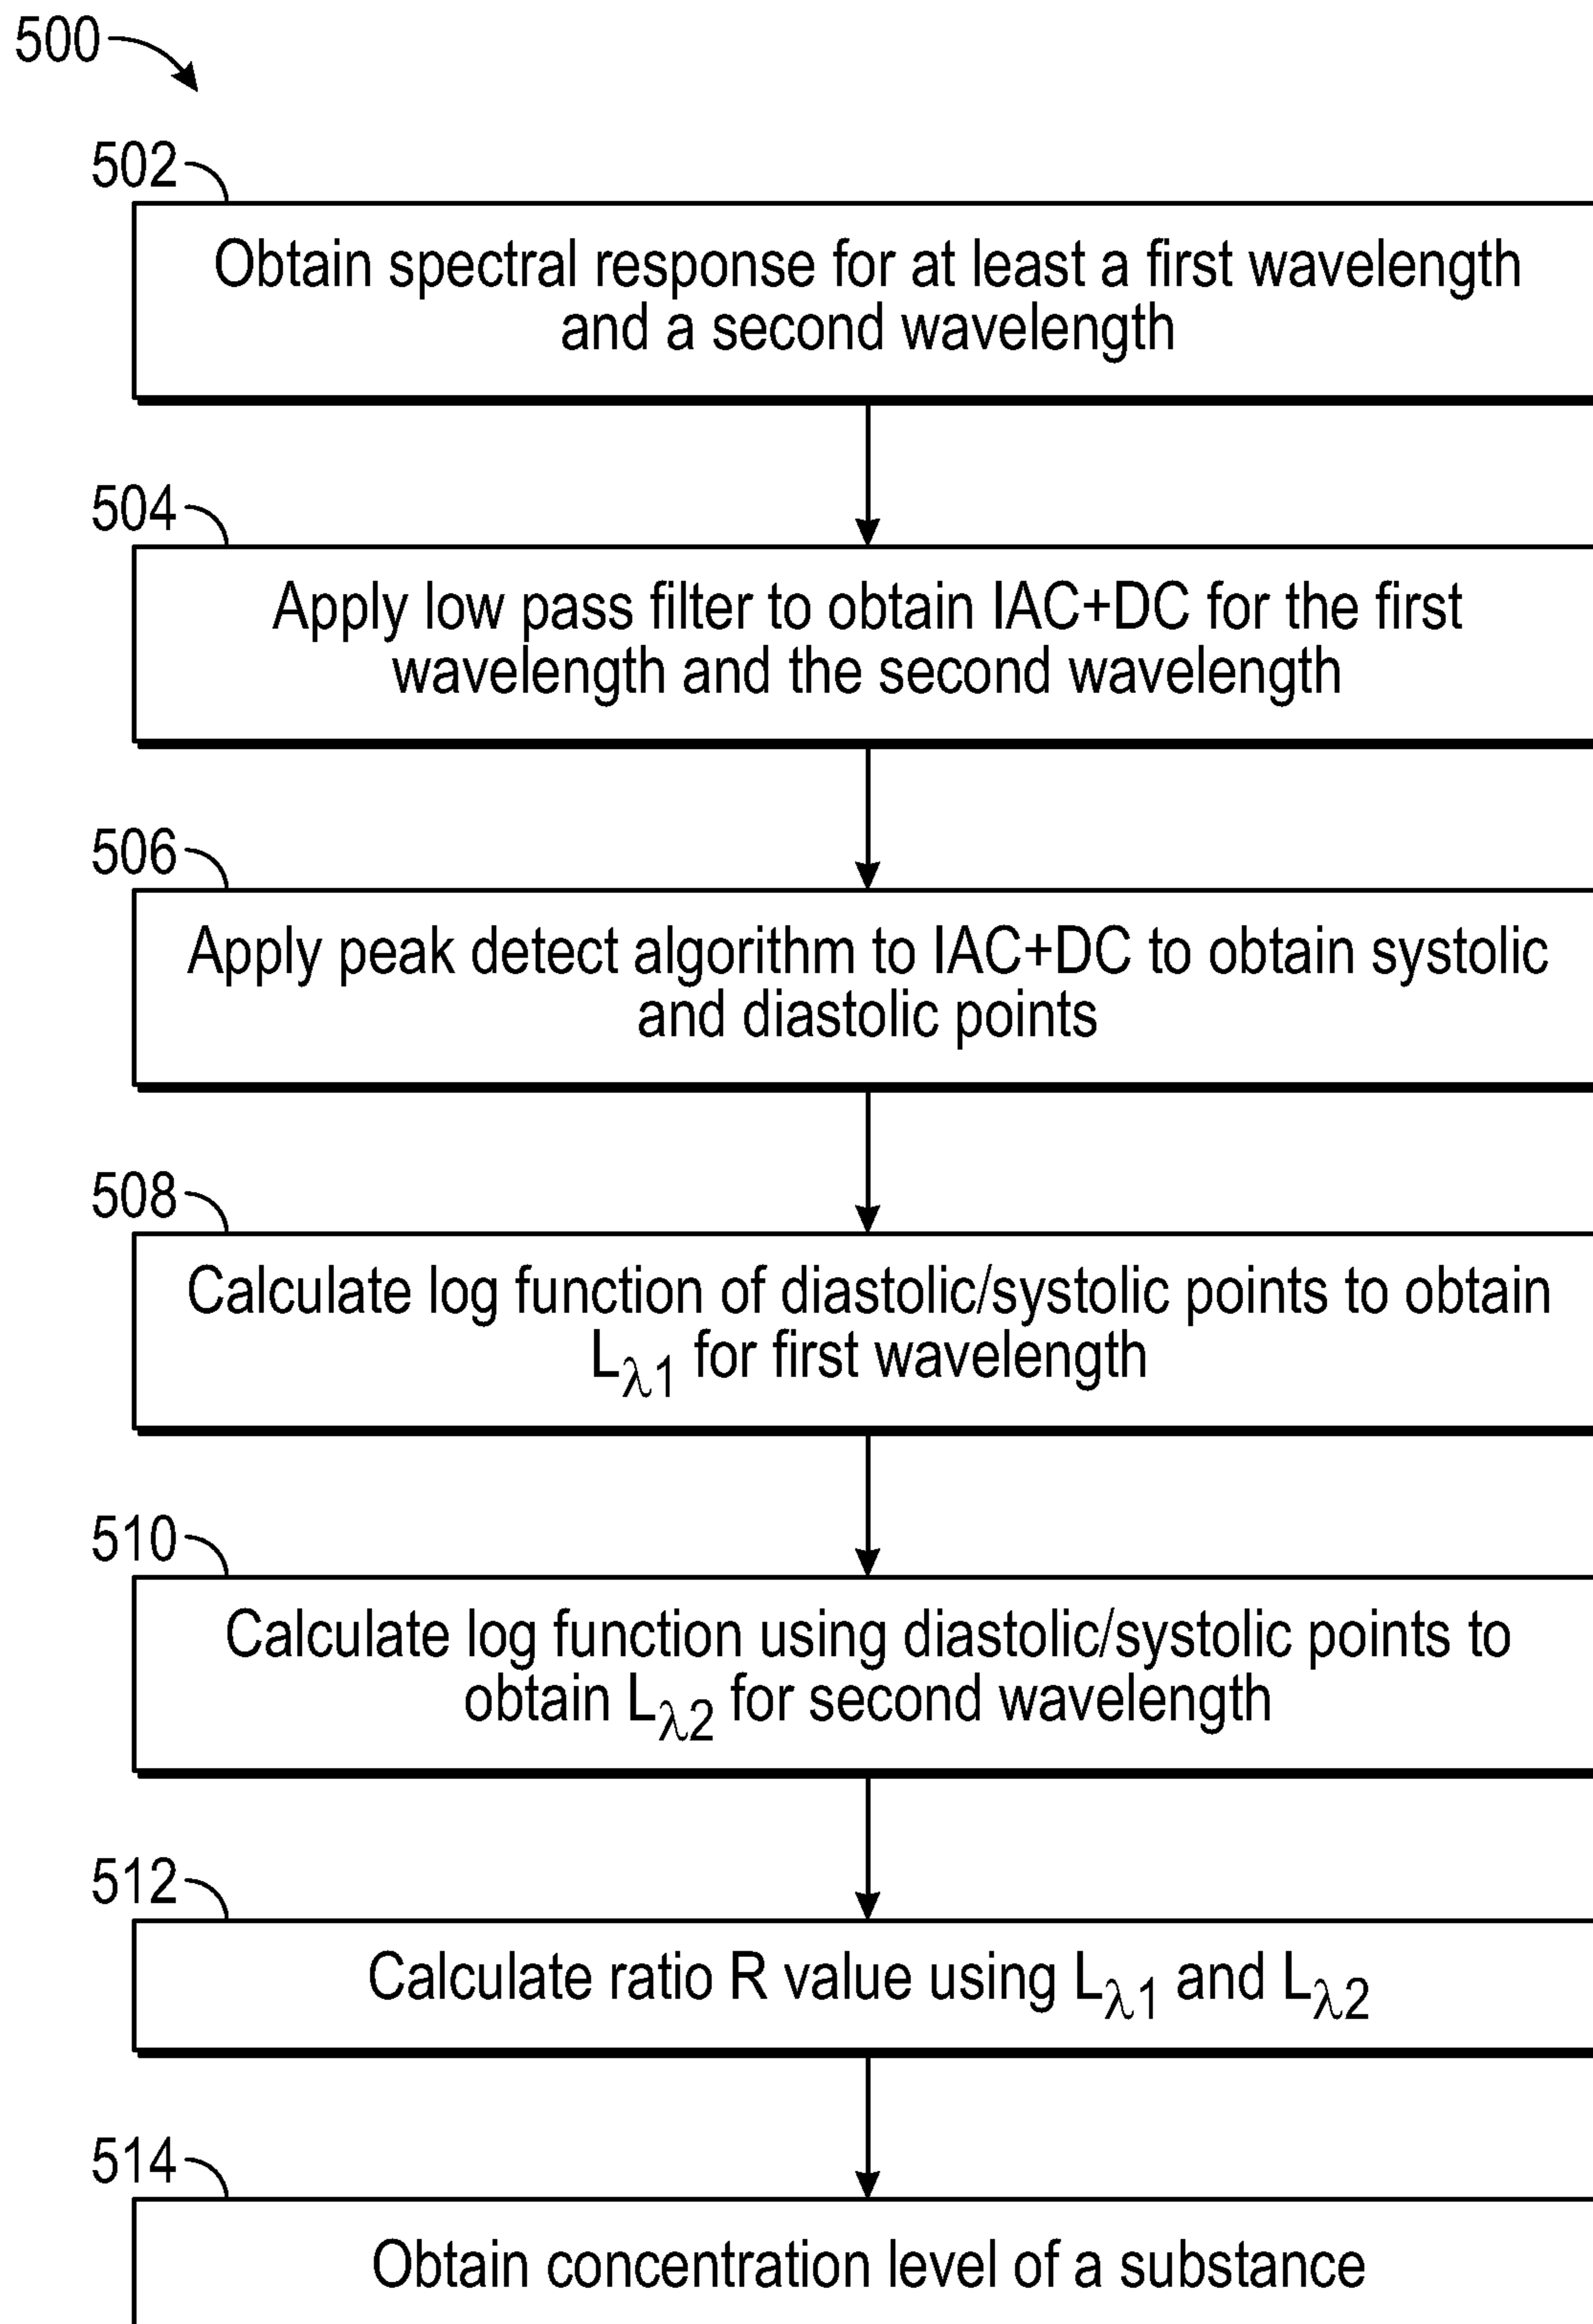 500
502
Obtain spectral response for at least a first wavelength
and a second wavelength
504
Apply low pass filter to obtain IAC+DC for the first
wavelength and the second wavelength
506
Apply peak detect algorithm to IAC+DC to obtain systolic
and diastolic points
508
Calculate log function of diastolic/systolic points to obtain
Lλ1 for first wavelength
510
Calculate log function using diastolic/systolic points to
obtain Lλ2 for second wavelength
512
Calculate ratio R value using Lλ1 and Lλ2
514
Obtain concentration level of a substance